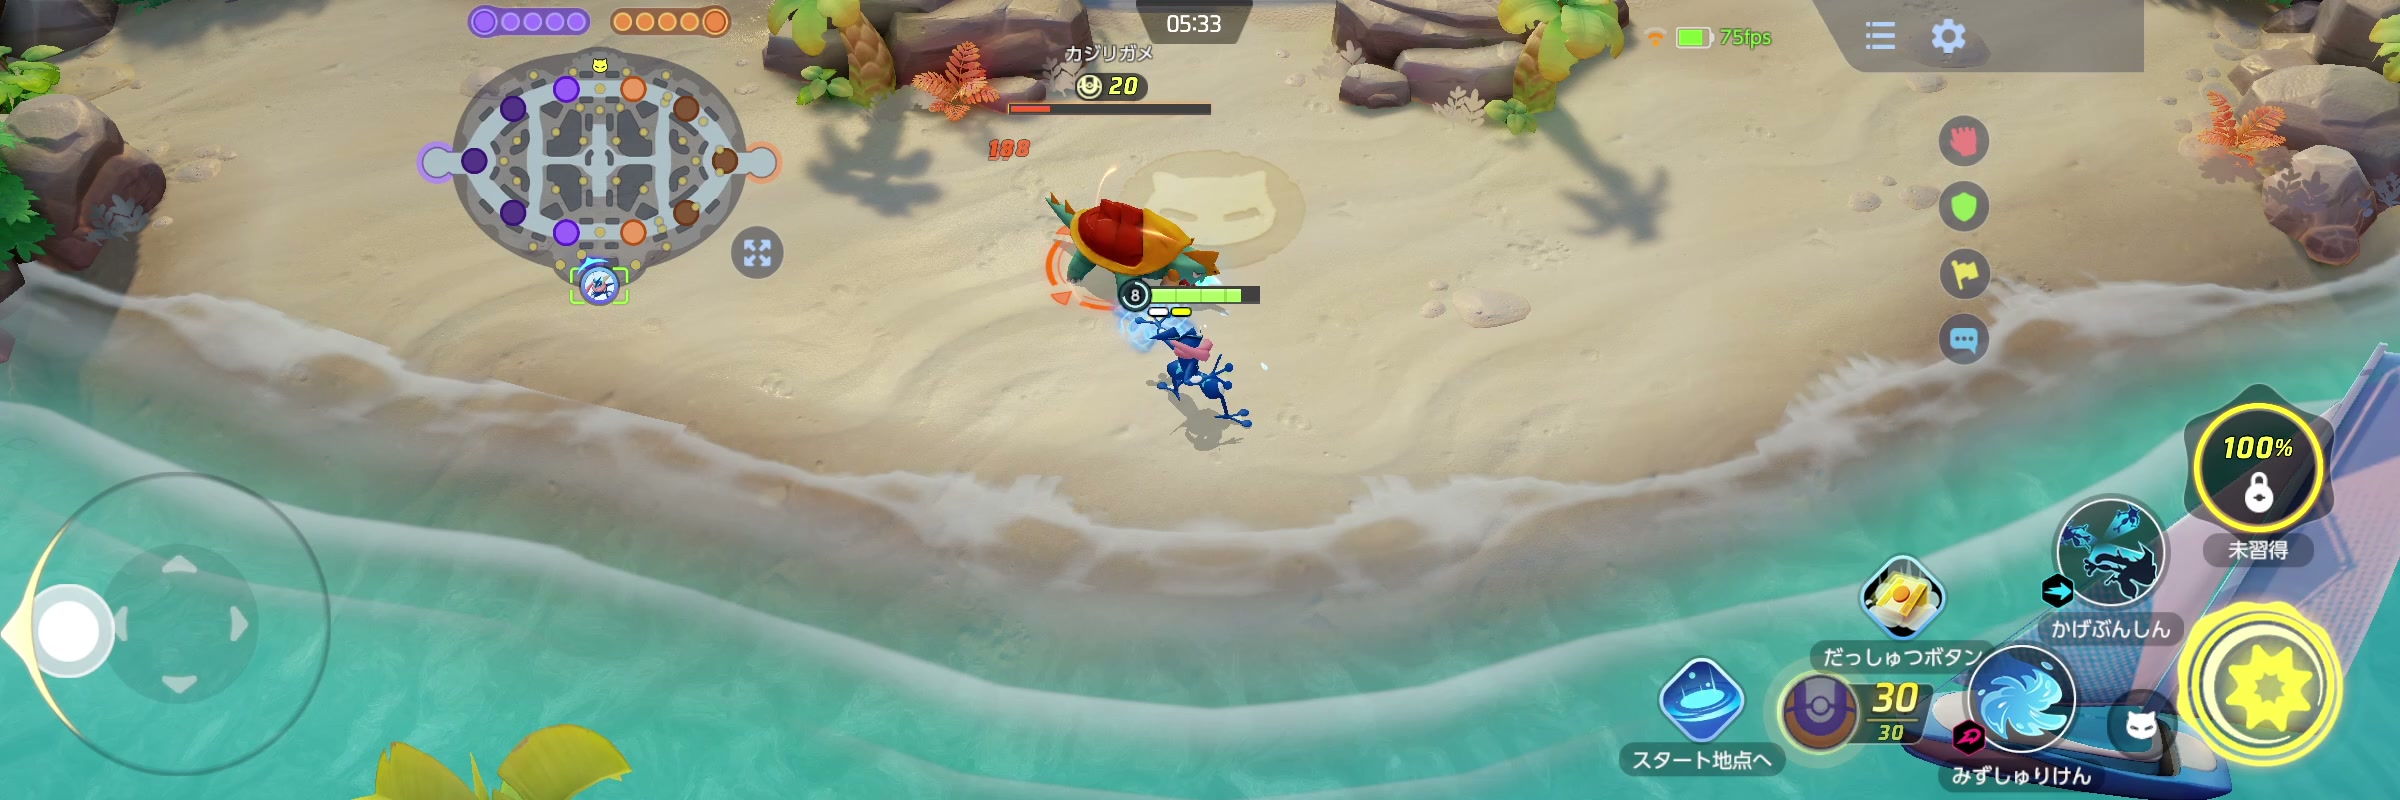 05:33
75fps
カジリガメ
20
188
8
100%
未習得
かげぶんしん
だっしゅつボタン
30
30
スタート地点へ
みずしゅりけん